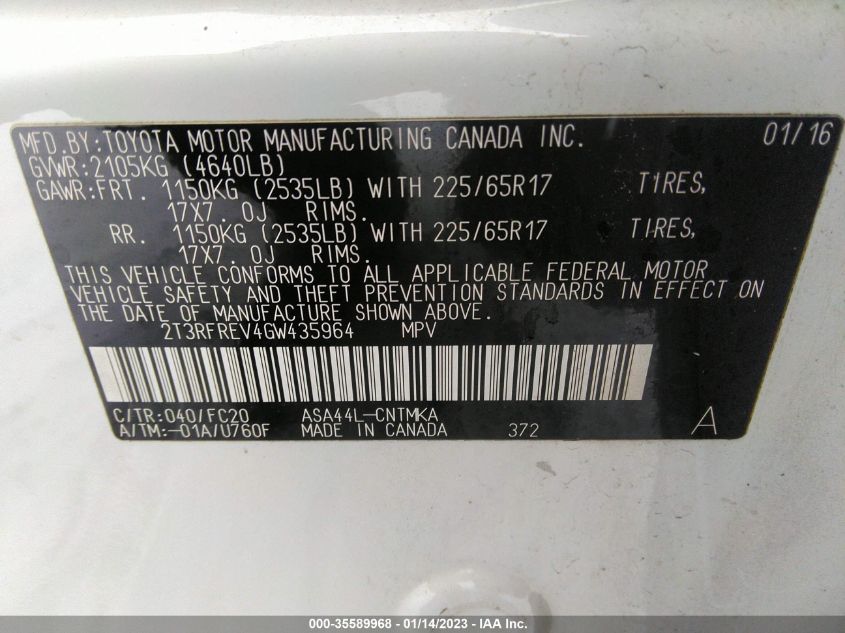 MFD.BY:TOYOTA MOTOR MANUFACTURING CANADA INC. 01/16
GVWR:2105KG (4640LB)
GAWR:FRT. 1150KG (2535LB) WITH 225/65R17 TIRES,
17X7. 0J RIMS.
RR. 1150KG (2535LB) WITH 225/65R17 TIRES,
17X7. 0J RIMS.
THIS VEHICLE CONFORMS TO ALL APPLICABLE FEDERAL MOTOR
VEHICLE SAFETY AND THEFT PREVENTION STANDARDS IN EFFECT ON
THE DATE OF MANUFACTURE SHOWN ABOVE.
2T3RFREV4GW435964 MPV
C/TR:040/FC20 ASA44L-CNTMKA
A/TM:-01A/U760F MADE IN CANADA 372 A
000-35589968 - 01/14/2023 - IAA Inc.